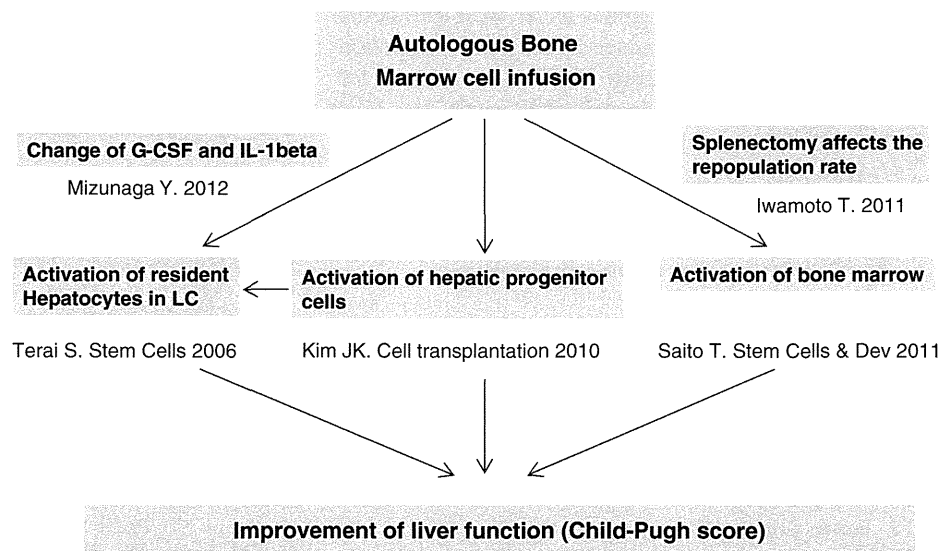 Autologous Bone
Marrow cell infusion
Change of G-CSF and IL-1beta
Mizunaga Y. 2012
Splenectomy affects the
repopulation rate
Iwamoto T. 2011
Activation of resident
Hepatocytes in LC
Activation of hepatic progenitor
cells
Activation of bone marrow
Terai S. Stem Cells 2006
Kim JK. Cell transplantation 2010
Saito T. Stem Cells & Dev 2011
Improvement of liver function (Child-Pugh score)